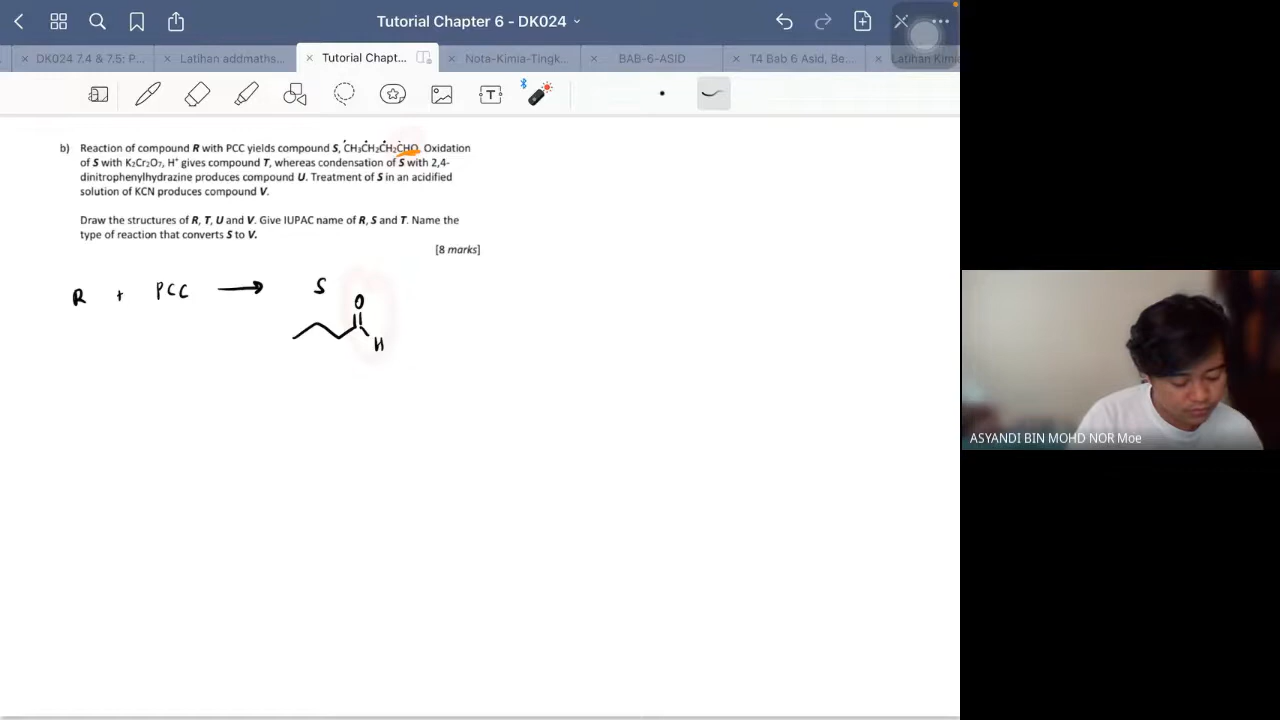 Tutorial Chapter 6 - DK024
DK024 7.4 & 7.5: P...
Latihan addmaths...
Tutorial Chapt...
Nota-Kimia-Tingk...
BAB-6-ASID
T4 Bab 6 Asid, Be...
Latihan Kimi
b) Reaction of compound R with PCC yields compound S, CH₃CH₂CH₂CHO. Oxidation
of S with K₂Cr₂O₇, H⁺ gives compound T, whereas condensation of S with 2,4-
dinitrophenylhydrazine produces compound U. Treatment of S in an acidified
solution of KCN produces compound V.
Draw the structures of R, T, U and V. Give IUPAC name of R, S and T. Name the
type of reaction that converts S to V.
[8 marks]
R + PCC → S
O
H
ASYANDI BIN MOHD NOR Moe